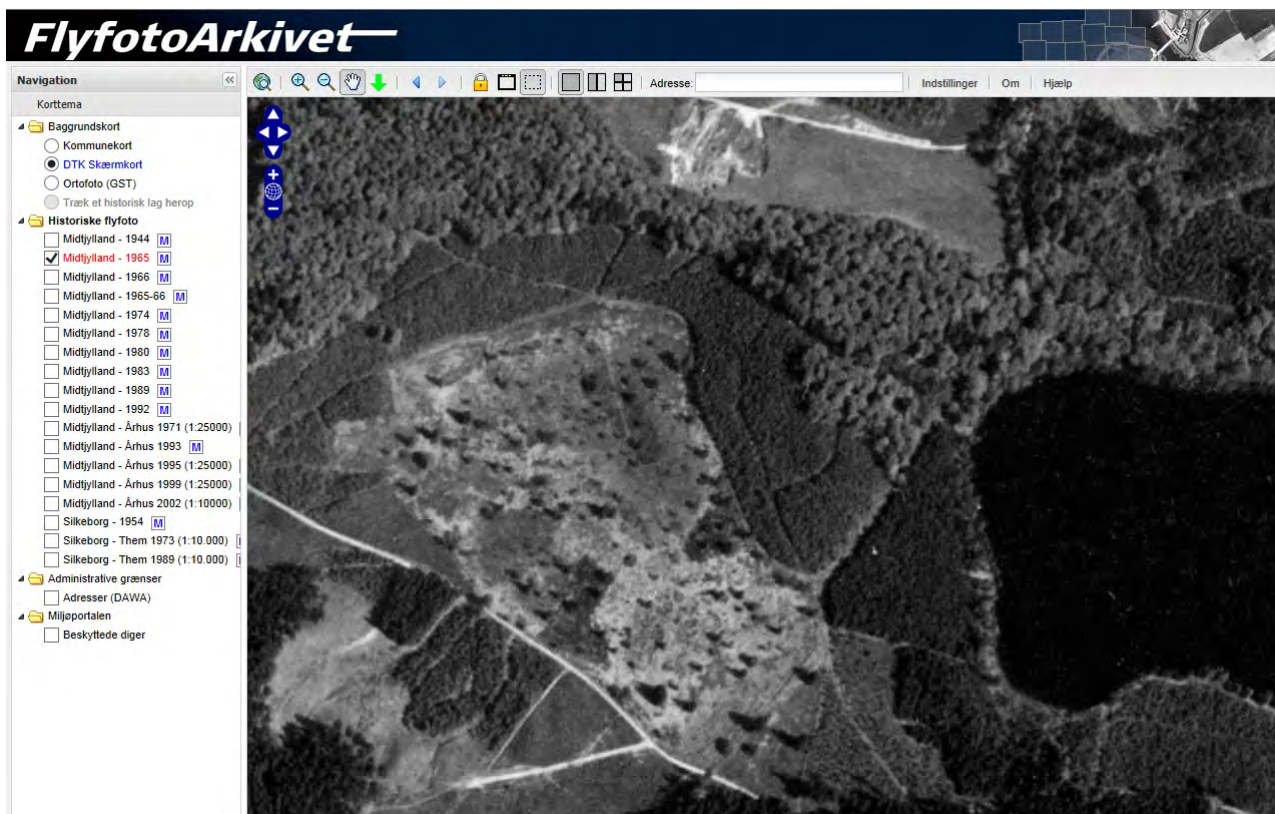 FlyfotoArkivet
Navigation
Adresse:
Indstillinger
Om
Hjælp
Korttema
Baggrundskort
Kommunekort
DTK Skærmkort
Ortofoto (GST)
Træk et historisk lag herop
Historiske flyfoto
Midtjylland - 1944 M
Midtjylland - 1965 M
Midtjylland - 1966 M
Midtjylland - 1965-66 M
Midtjylland - 1974 M
Midtjylland - 1978 M
Midtjylland - 1980 M
Midtjylland - 1983 M
Midtjylland - 1989 M
Midtjylland - 1992 M
Midtjylland - Århus 1971 (1:25000)
Midtjylland - Århus 1993 M
Midtjylland - Århus 1995 (1:25000)
Midtjylland - Århus 1999 (1:25000)
Midtjylland - Århus 2002 (1:10000)
Silkeborg - 1954 M
Silkeborg - Them 1973 (1:10.000)
Silkeborg - Them 1989 (1:10.000)
Administrative grænser
Adresser (DAWA)
Miljøportalen
Beskyttede diger